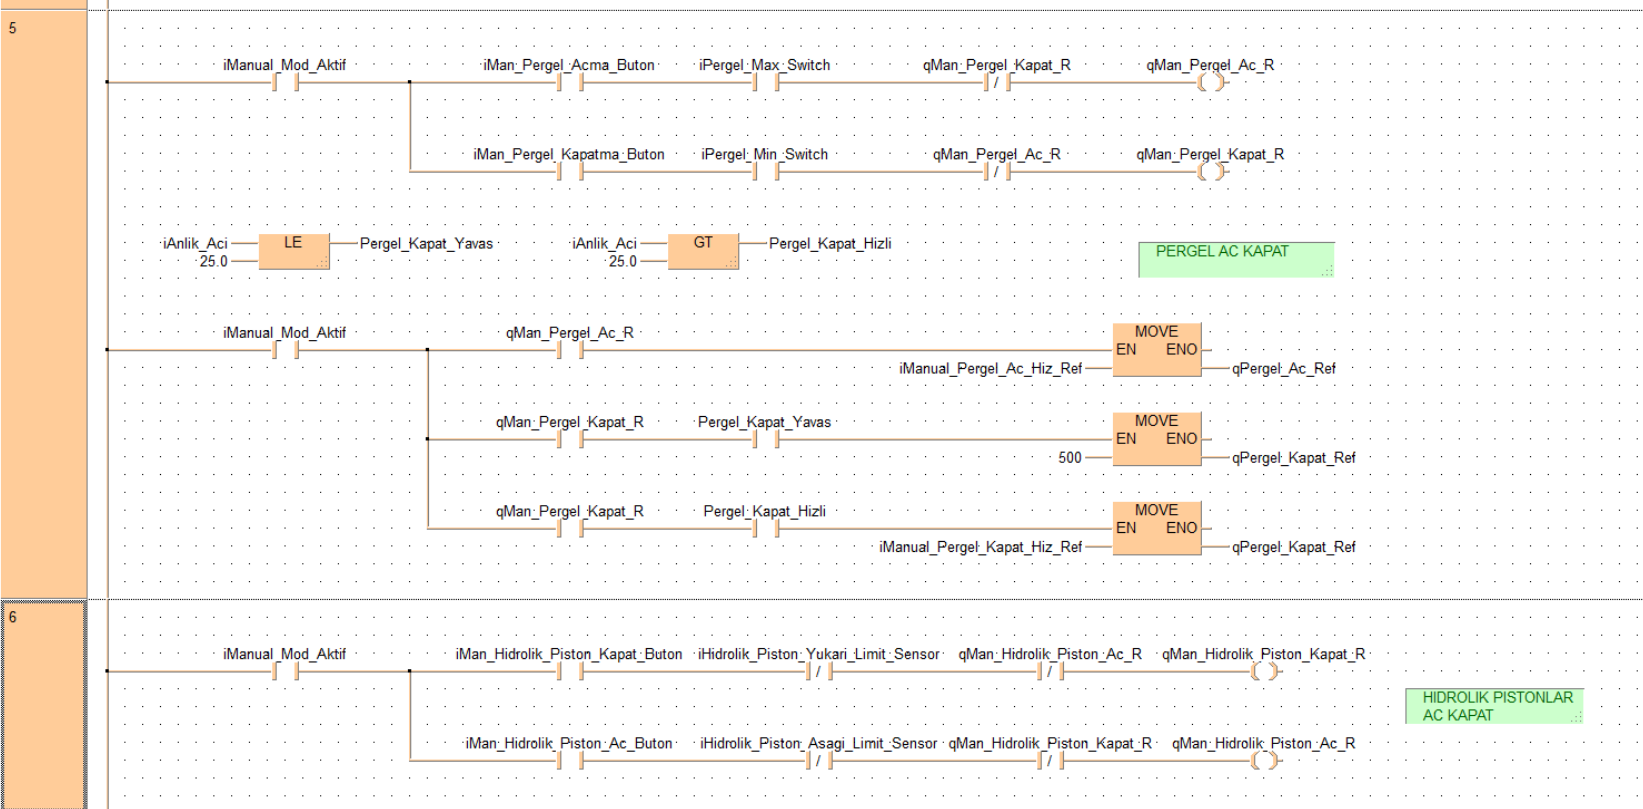 5
iManual_Mod_Aktif iMan_Pergel_Acma_Buton iPergel_Max_Switch qMan_Pergel_Kapat_R qMan_Pergel_Ac_R
iMan_Pergel_Kapatma_Buton iPergel_Min_Switch qMan_Pergel_Ac_R qMan_Pergel_Kapat_R
iAnlik_Aci LE Pergel_Kapat_Yavas iAnlik_Aci GT Pergel_Kapat_Hizli
25.0 25.0
PERGEL AC KAPAT
iManual_Mod_Aktif qMan_Pergel_Ac_R MOVE
EN ENO
iManual_Pergel_Ac_Hiz_Ref qPergel_Ac_Ref
qMan_Pergel_Kapat_R Pergel_Kapat_Yavas MOVE
EN ENO
500 qPergel_Kapat_Ref
qMan_Pergel_Kapat_R Pergel_Kapat_Hizli MOVE
EN ENO
iManual_Pergel_Kapat_Hiz_Ref qPergel_Kapat_Ref
6
iManual_Mod_Aktif iMan_Hidrolik_Piston_Kapat_Buton iHidrolik_Piston_Yukari_Limit_Sensor qMan_Hidrolik_Piston_Ac_R qMan_Hidrolik_Piston_Kapat_R
HIDROLIK PISTONLAR
AC KAPAT
iMan_Hidrolik_Piston_Ac_Buton iHidrolik_Piston_Asagi_Limit_Sensor qMan_Hidrolik_Piston_Kapat_R qMan_Hidrolik_Piston_Ac_R